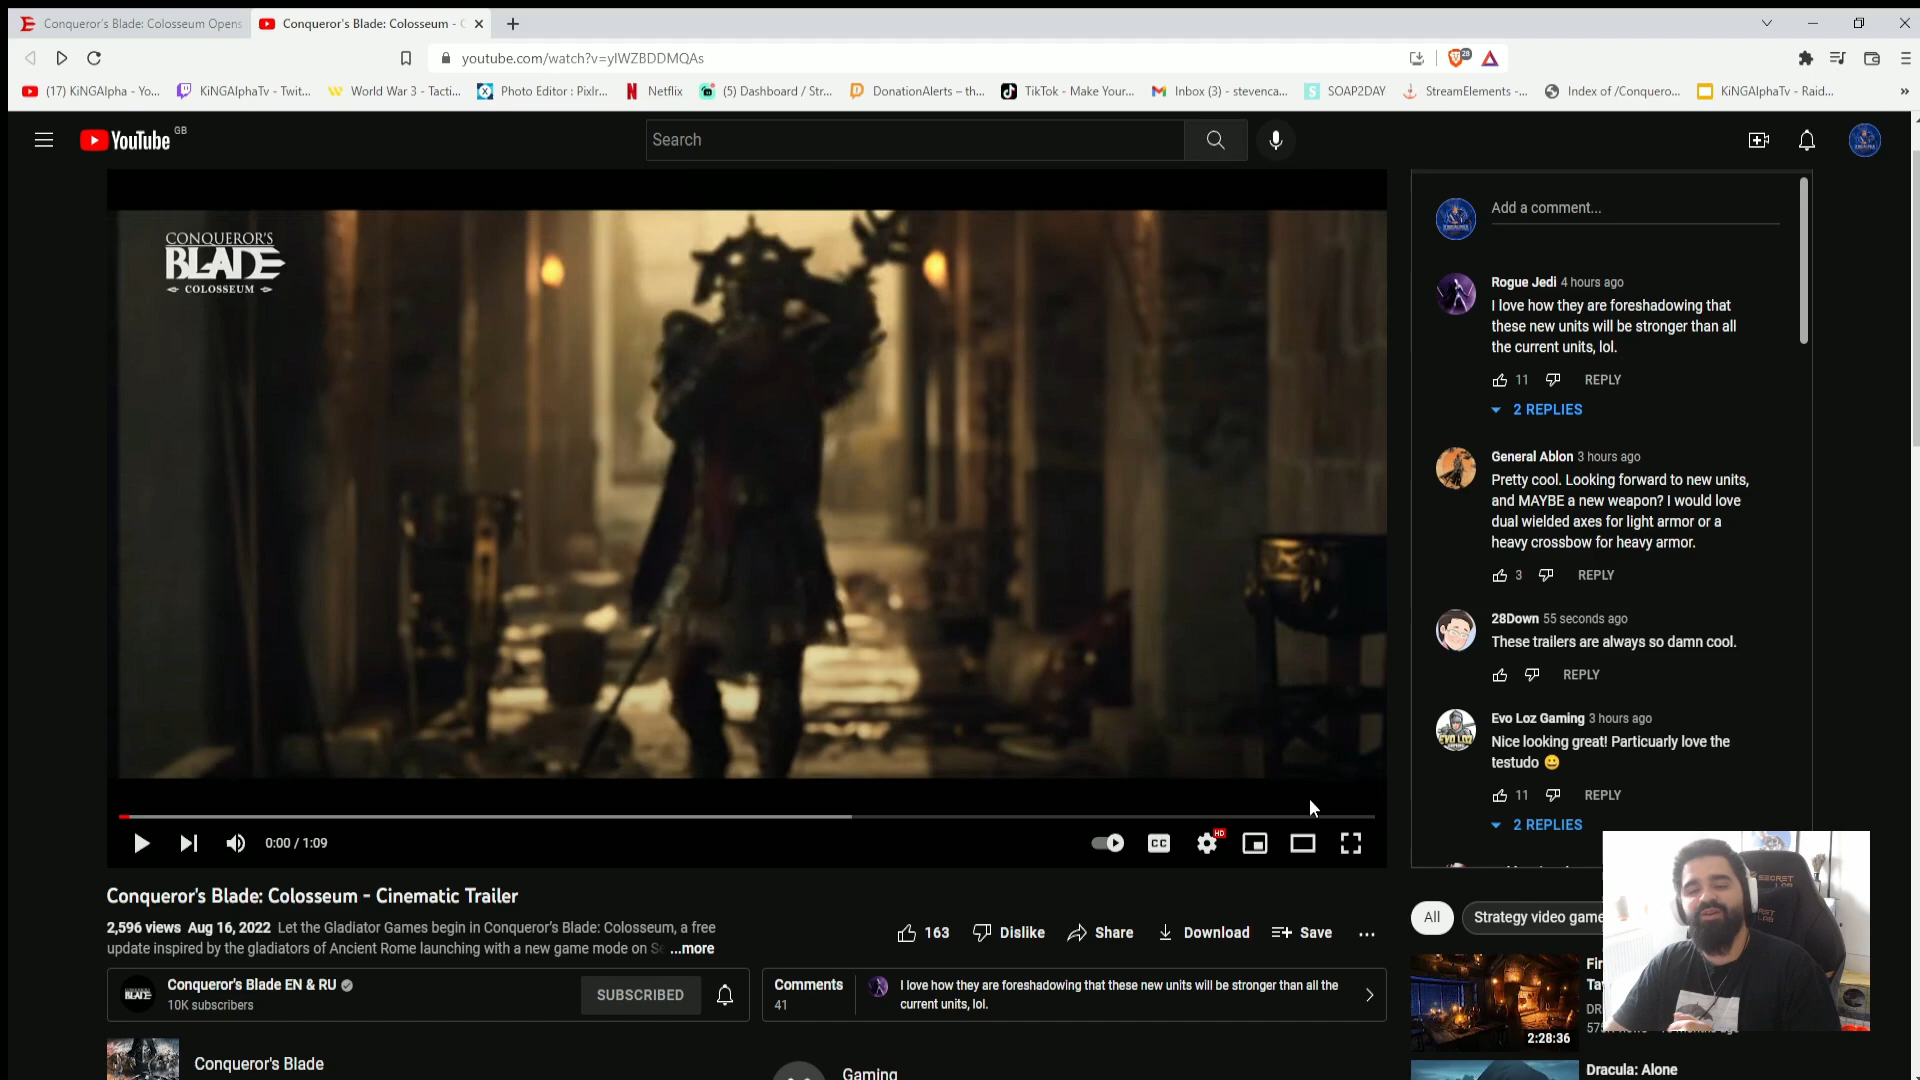 Conqueror's Blade: Colosseum Opens
Conqueror's Blade: Colosseum -
youtube.com/watch?v=yIWZBDDMQAs
28
(17) KiNGAlpha - Yo...
KiNGAlphaTv - Twit...
World War 3 - Tacti...
Photo Editor : Pixlr...
Netflix
(5) Dashboard / Str...
DonationAlerts – th...
TikTok - Make Your...
Inbox (3) - stevenca...
SOAP2DAY
StreamElements -...
Index of /Conquero...
KiNGAlphaTv - Raid...
»
YouTube GB
Search
CONQUEROR'S
BLADE
COLOSSEUM
0:00 / 1:09
CC
HD
Conqueror's Blade: Colosseum - Cinematic Trailer
2,596 views Aug 16, 2022 Let the Gladiator Games begin in Conqueror's Blade: Colosseum, a free
update inspired by the gladiators of Ancient Rome launching with a new game mode on Se ...more
163
Dislike
Share
Download
Save
...
Conqueror's Blade EN & RU
10K subscribers
SUBSCRIBED
Comments
41
I love how they are foreshadowing that these new units will be stronger than all the
current units, lol.
Conqueror's Blade
Gaming
Add a comment...
Rogue Jedi 4 hours ago
I love how they are foreshadowing that
these new units will be stronger than all
the current units, lol.
11
REPLY
2 REPLIES
General Ablon 3 hours ago
Pretty cool. Looking forward to new units,
and MAYBE a new weapon? I would love
dual wielded axes for light armor or a
heavy crossbow for heavy armor.
3
REPLY
28Down 55 seconds ago
These trailers are always so damn cool.
REPLY
Evo Loz Gaming 3 hours ago
Nice looking great! Particuarly love the
testudo 😀
11
REPLY
2 REPLIES
All
Strategy video game
2:28:36
Dracula: Alone
SECRET
LAB